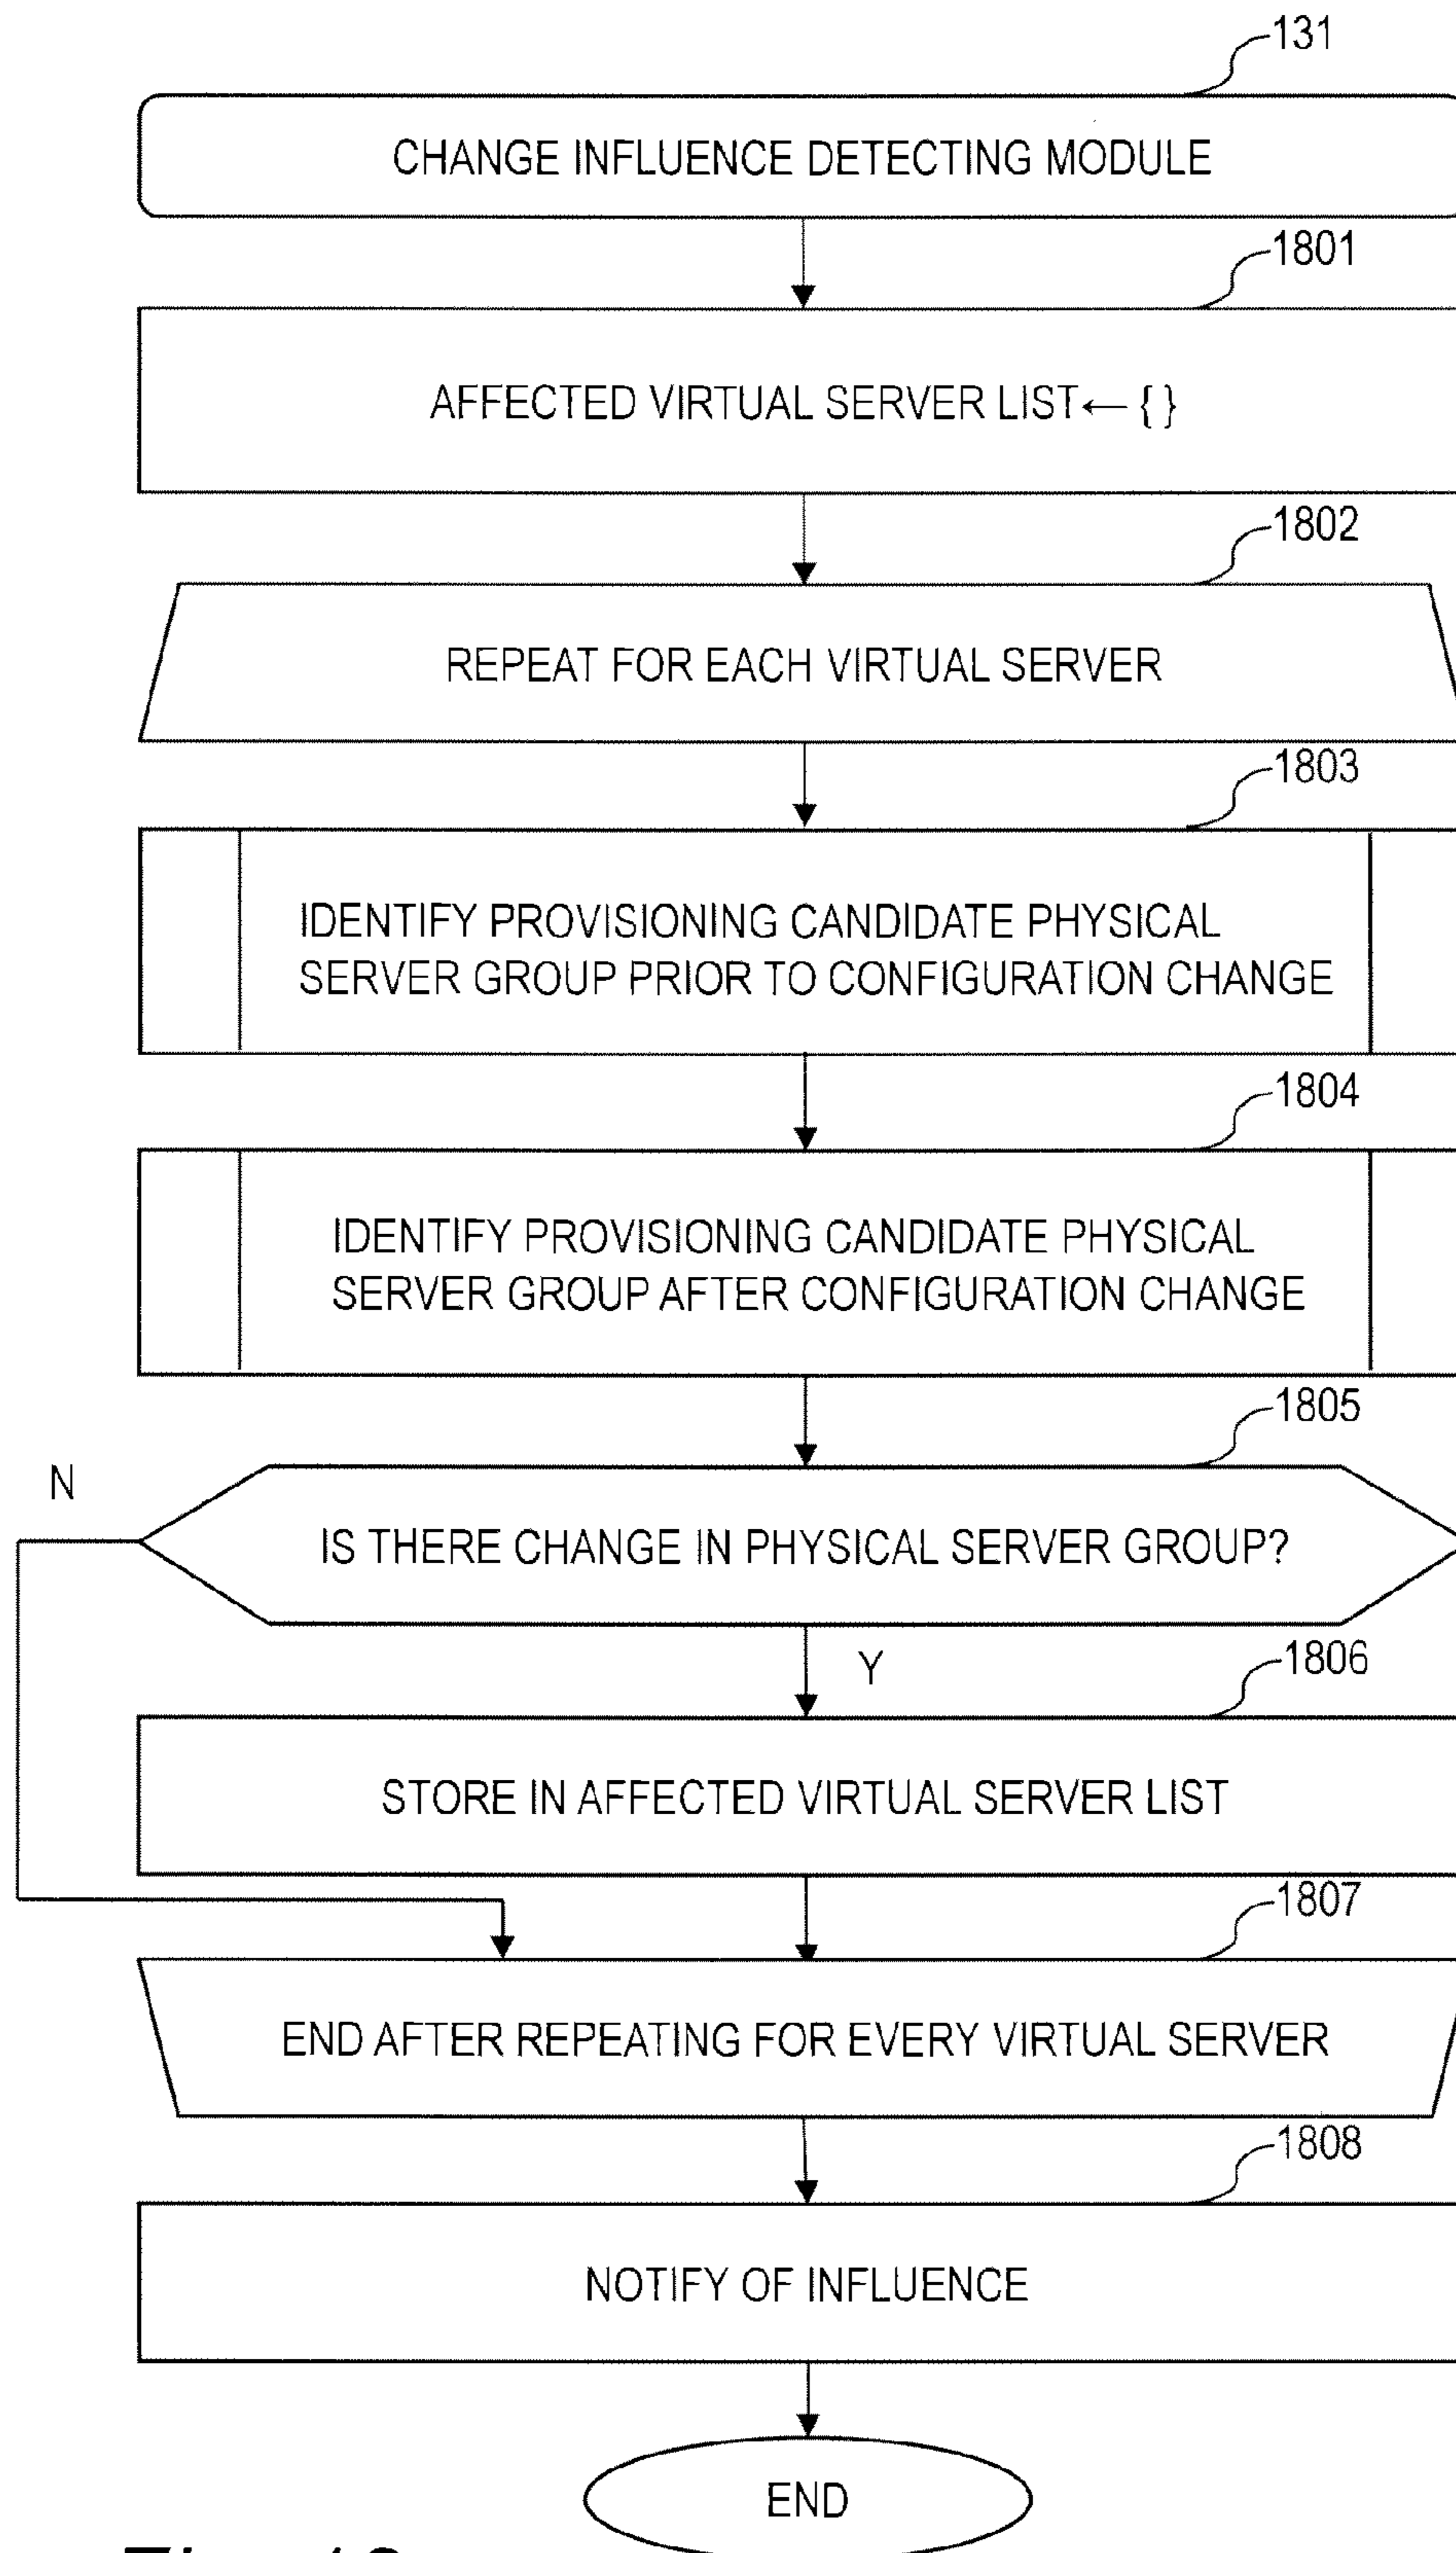 131
CHANGE INFLUENCE DETECTING MODULE
1801
AFFECTED VIRTUAL SERVER LIST← { }
1802
REPEAT FOR EACH VIRTUAL SERVER
1803
IDENTIFY PROVISIONING CANDIDATE PHYSICAL
SERVER GROUP PRIOR TO CONFIGURATION CHANGE
1804
IDENTIFY PROVISIONING CANDIDATE PHYSICAL
SERVER GROUP AFTER CONFIGURATION CHANGE
1805
N
IS THERE CHANGE IN PHYSICAL SERVER GROUP?
Y
1806
STORE IN AFFECTED VIRTUAL SERVER LIST
1807
END AFTER REPEATING FOR EVERY VIRTUAL SERVER
1808
NOTIFY OF INFLUENCE
END